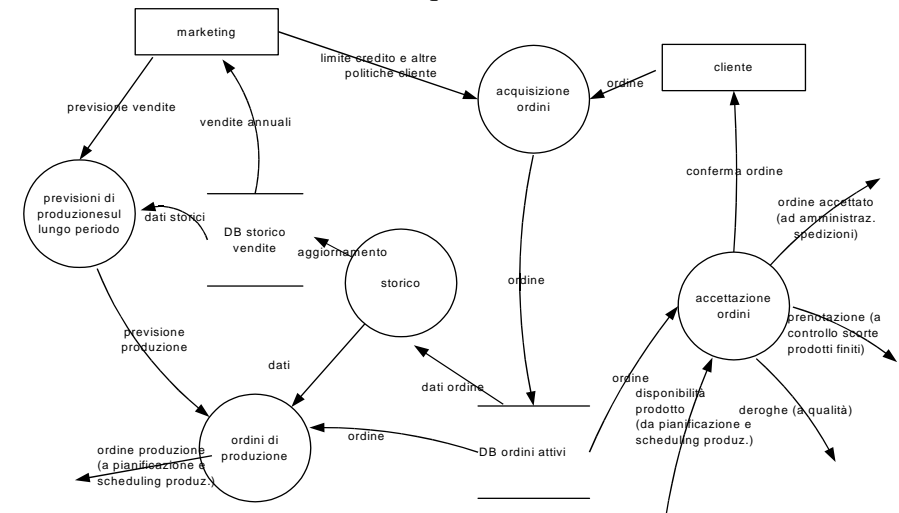 marketing
limite credito e altre
politiche cliente
acquisizione
ordini
ordine
cliente
previsione vendite
vendite annuali
conferma ordine
previsioni di
produzionesul
lungo periodo
dati storici
DB storico
vendite
aggiornamento
storico
ordine
ordine accettato
(ad amministraz.
spedizioni)
accettazione
ordini
prenotazione (a
controllo scorte
prodotti finiti)
previsione
produzione
dati
dati ordine
ordine
disponibilità
prodotto
(da pianificazione e
scheduling produz.)
deroghe (a qualità)
ordine produzione
(a pianificazione e
scheduling produz.)
ordini di
produzione
ordine
DB ordini attivi